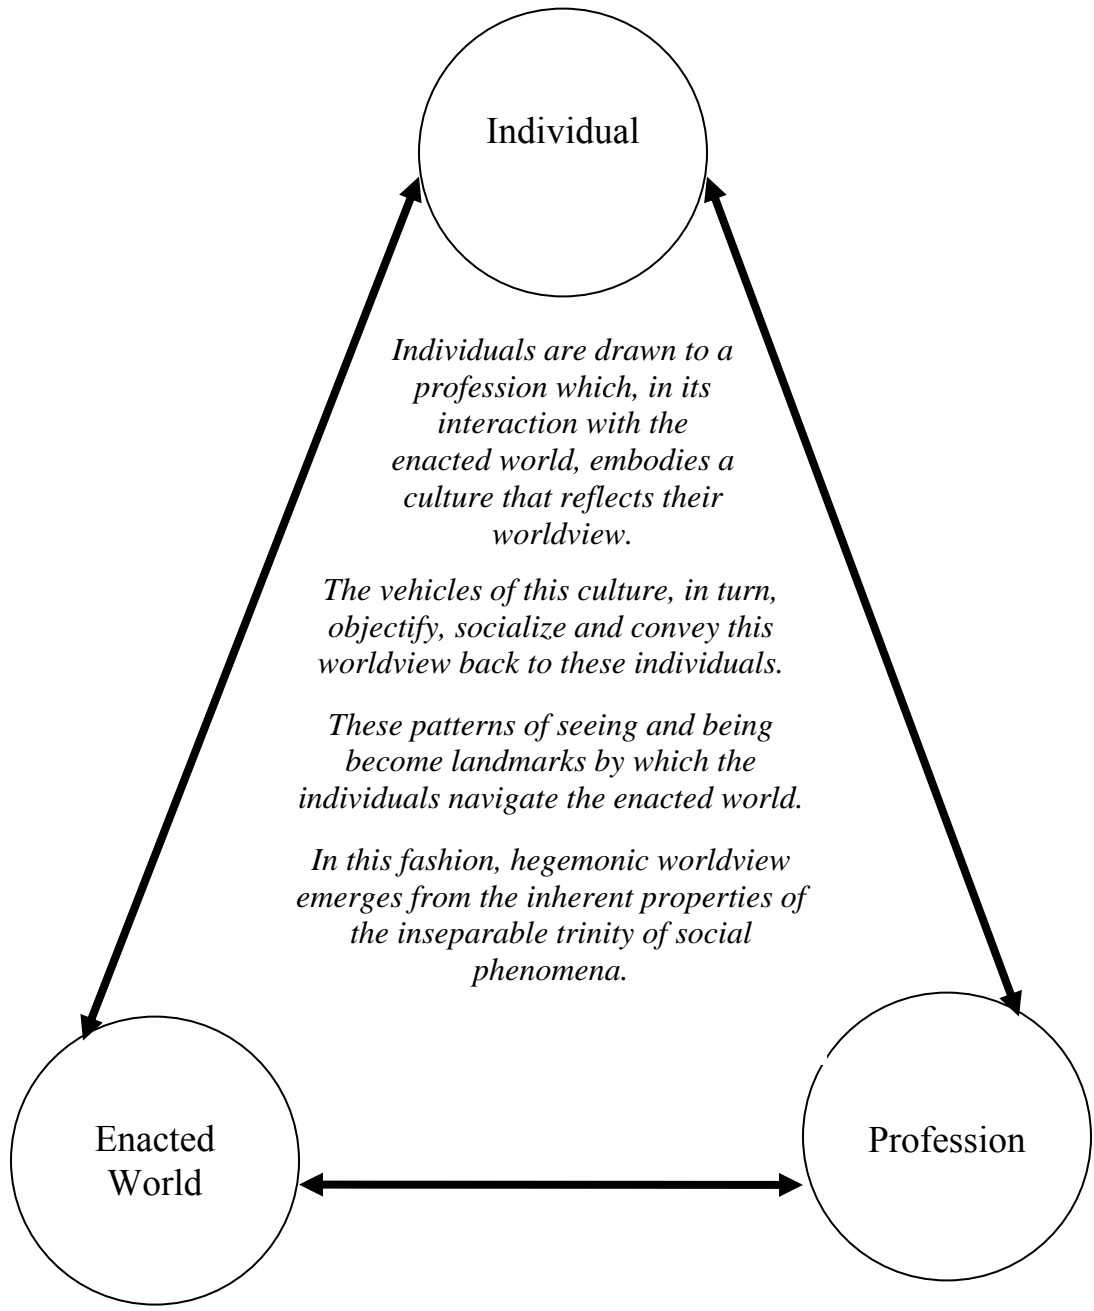 Individual
Individuals are drawn to a
profession which, in its
interaction with the
enacted world, embodies a
culture that reflects their
worldview.
The vehicles of this culture, in turn,
objectify, socialize and convey this
worldview back to these individuals.
These patterns of seeing and being
become landmarks by which the
individuals navigate the enacted world.
In this fashion, hegemonic worldview
emerges from the inherent properties of
the inseparable trinity of social
phenomena.
Enacted
World
Profession